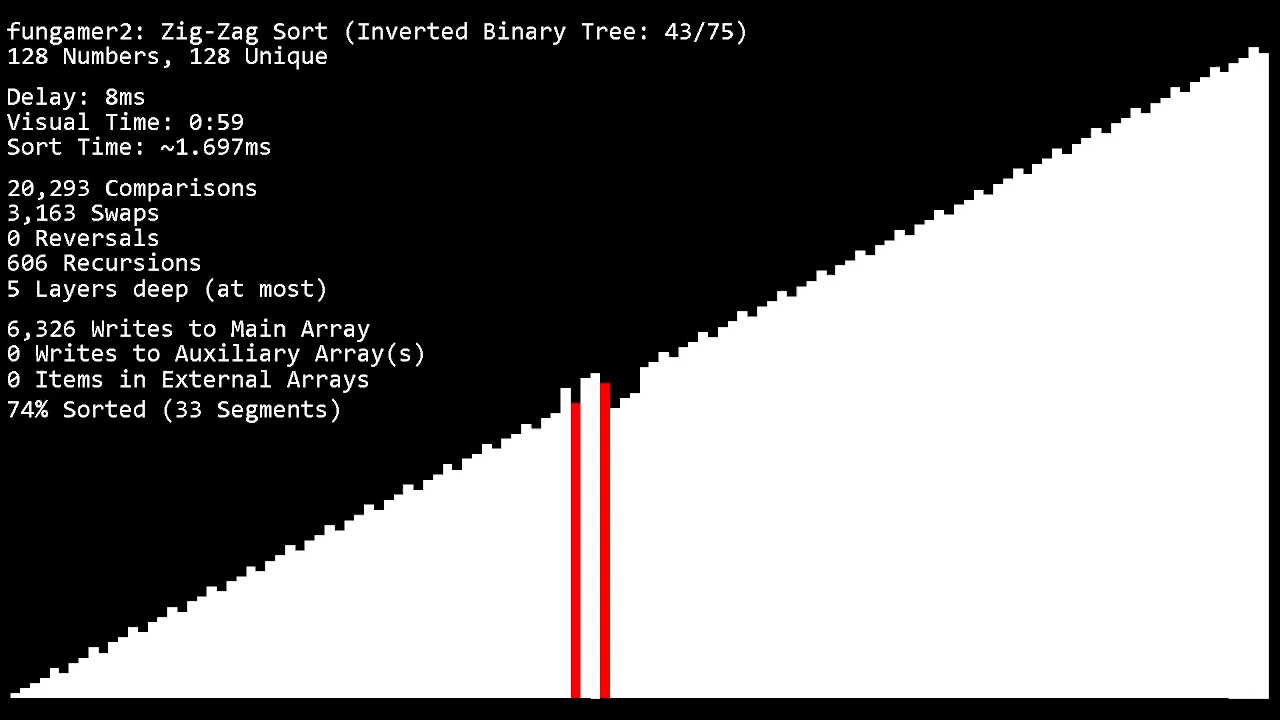 fungamer2: Zig-Zag Sort (Inverted Binary Tree: 43/75)
128 Numbers, 128 Unique
Delay: 8ms
Visual Time: 0:59
Sort Time: ~1.697ms
20,293 Comparisons
3,163 Swaps
0 Reversals
606 Recursions
5 Layers deep (at most)
6,326 Writes to Main Array
0 Writes to Auxiliary Array(s)
0 Items in External Arrays
74% Sorted (33 Segments)